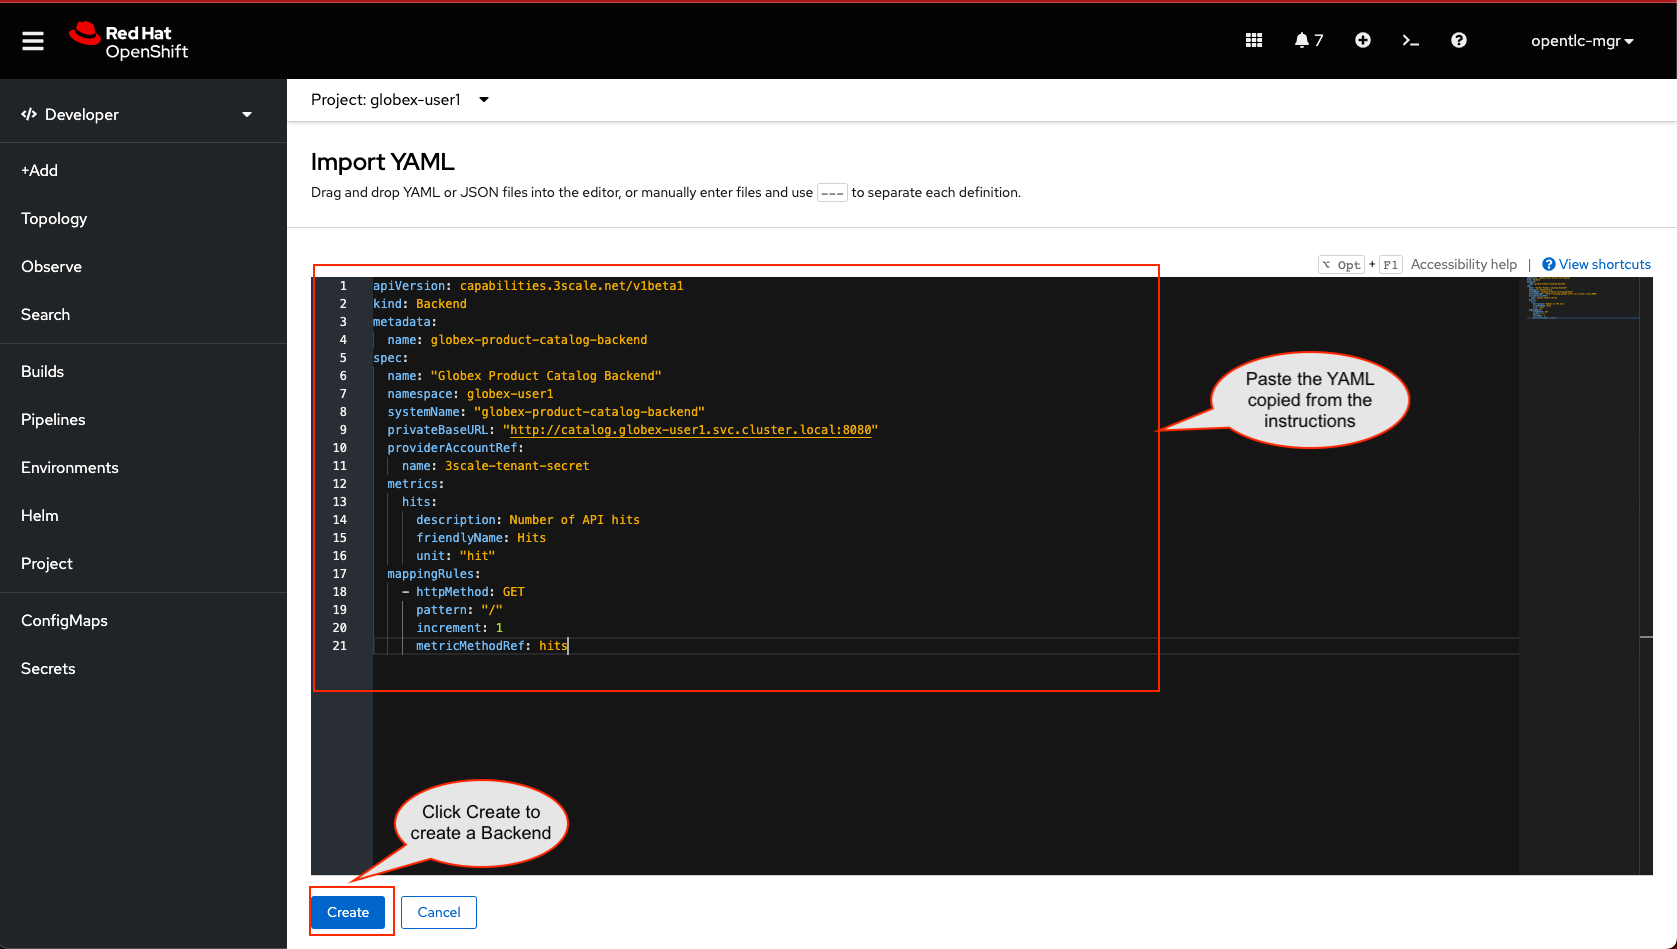 Red Hat
OpenShift
7
opentlc-mgr
Developer
+Add
Topology
Observe
Search
Builds
Pipelines
Environments
Helm
Project
ConfigMaps
Secrets
Project: globex-user1
Import YAML
Drag and drop YAML or JSON files into the editor, or manually enter files and use --- to separate each definition.
⌥ Opt + F1 Accessibility help | View shortcuts
1 apiVersion: capabilities.3scale.net/v1beta1
2 kind: Backend
3 metadata:
4   name: globex-product-catalog-backend
5 spec:
6   name: "Globex Product Catalog Backend"
7   namespace: globex-user1
8   systemName: "globex-product-catalog-backend"
9   privateBaseURL: "http://catalog.globex-user1.svc.cluster.local:8080"
10   providerAccountRef:
11     name: 3scale-tenant-secret
12   metrics:
13     hits:
14       description: Number of API hits
15       friendlyName: Hits
16       unit: "hit"
17   mappingRules:
18     - httpMethod: GET
19       pattern: "/"
20       increment: 1
21       metricMethodRef: hits
Paste the YAML
copied from the
instructions
Click Create to
create a Backend
Create
Cancel